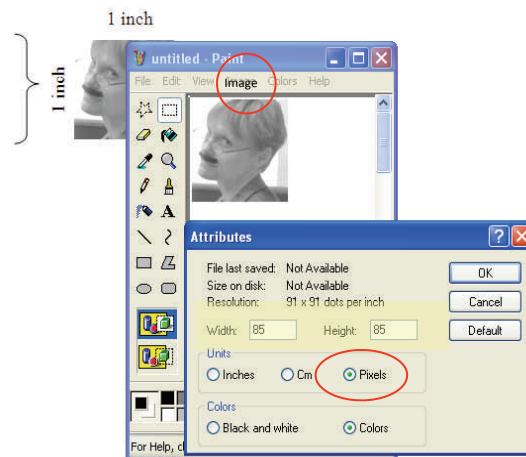 1 inch
1 inch
untitled - Paint
File Edit View Image Colors Help
A
Attributes
File last saved: Not Available
Size on disk: Not Available
Resolution: 91 x 91 dots per inch
Width: 85 Height: 85
OK
Cancel
Default
Units
Inches Cm Pixels
Colors
Black and white Colors
For Help,